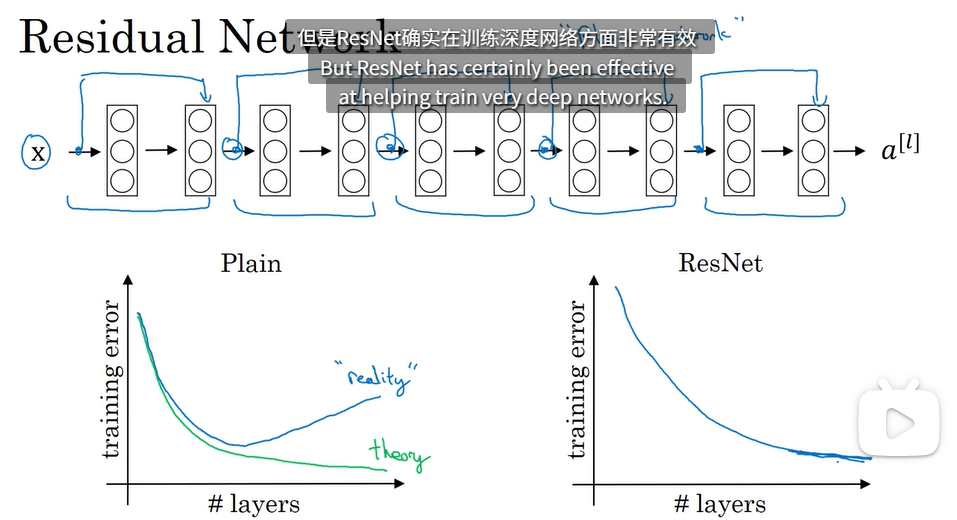 Residual Network
但是ResNet确实在训练深度网络方面非常有效
But ResNet has certainly been effective
at helping train very deep networks.
x
a[l]
Plain
ResNet
training error
"reality"
theory
# layers
training error
# layers